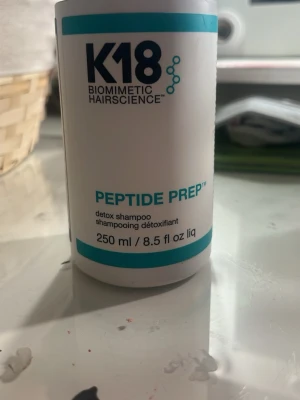 K18
BIOMIMETIC
HAIRSCIENCE™
PEPTIDE PREP™
detox shampoo
shampooing détoxifiant
250 ml / 8.5 fl oz liq